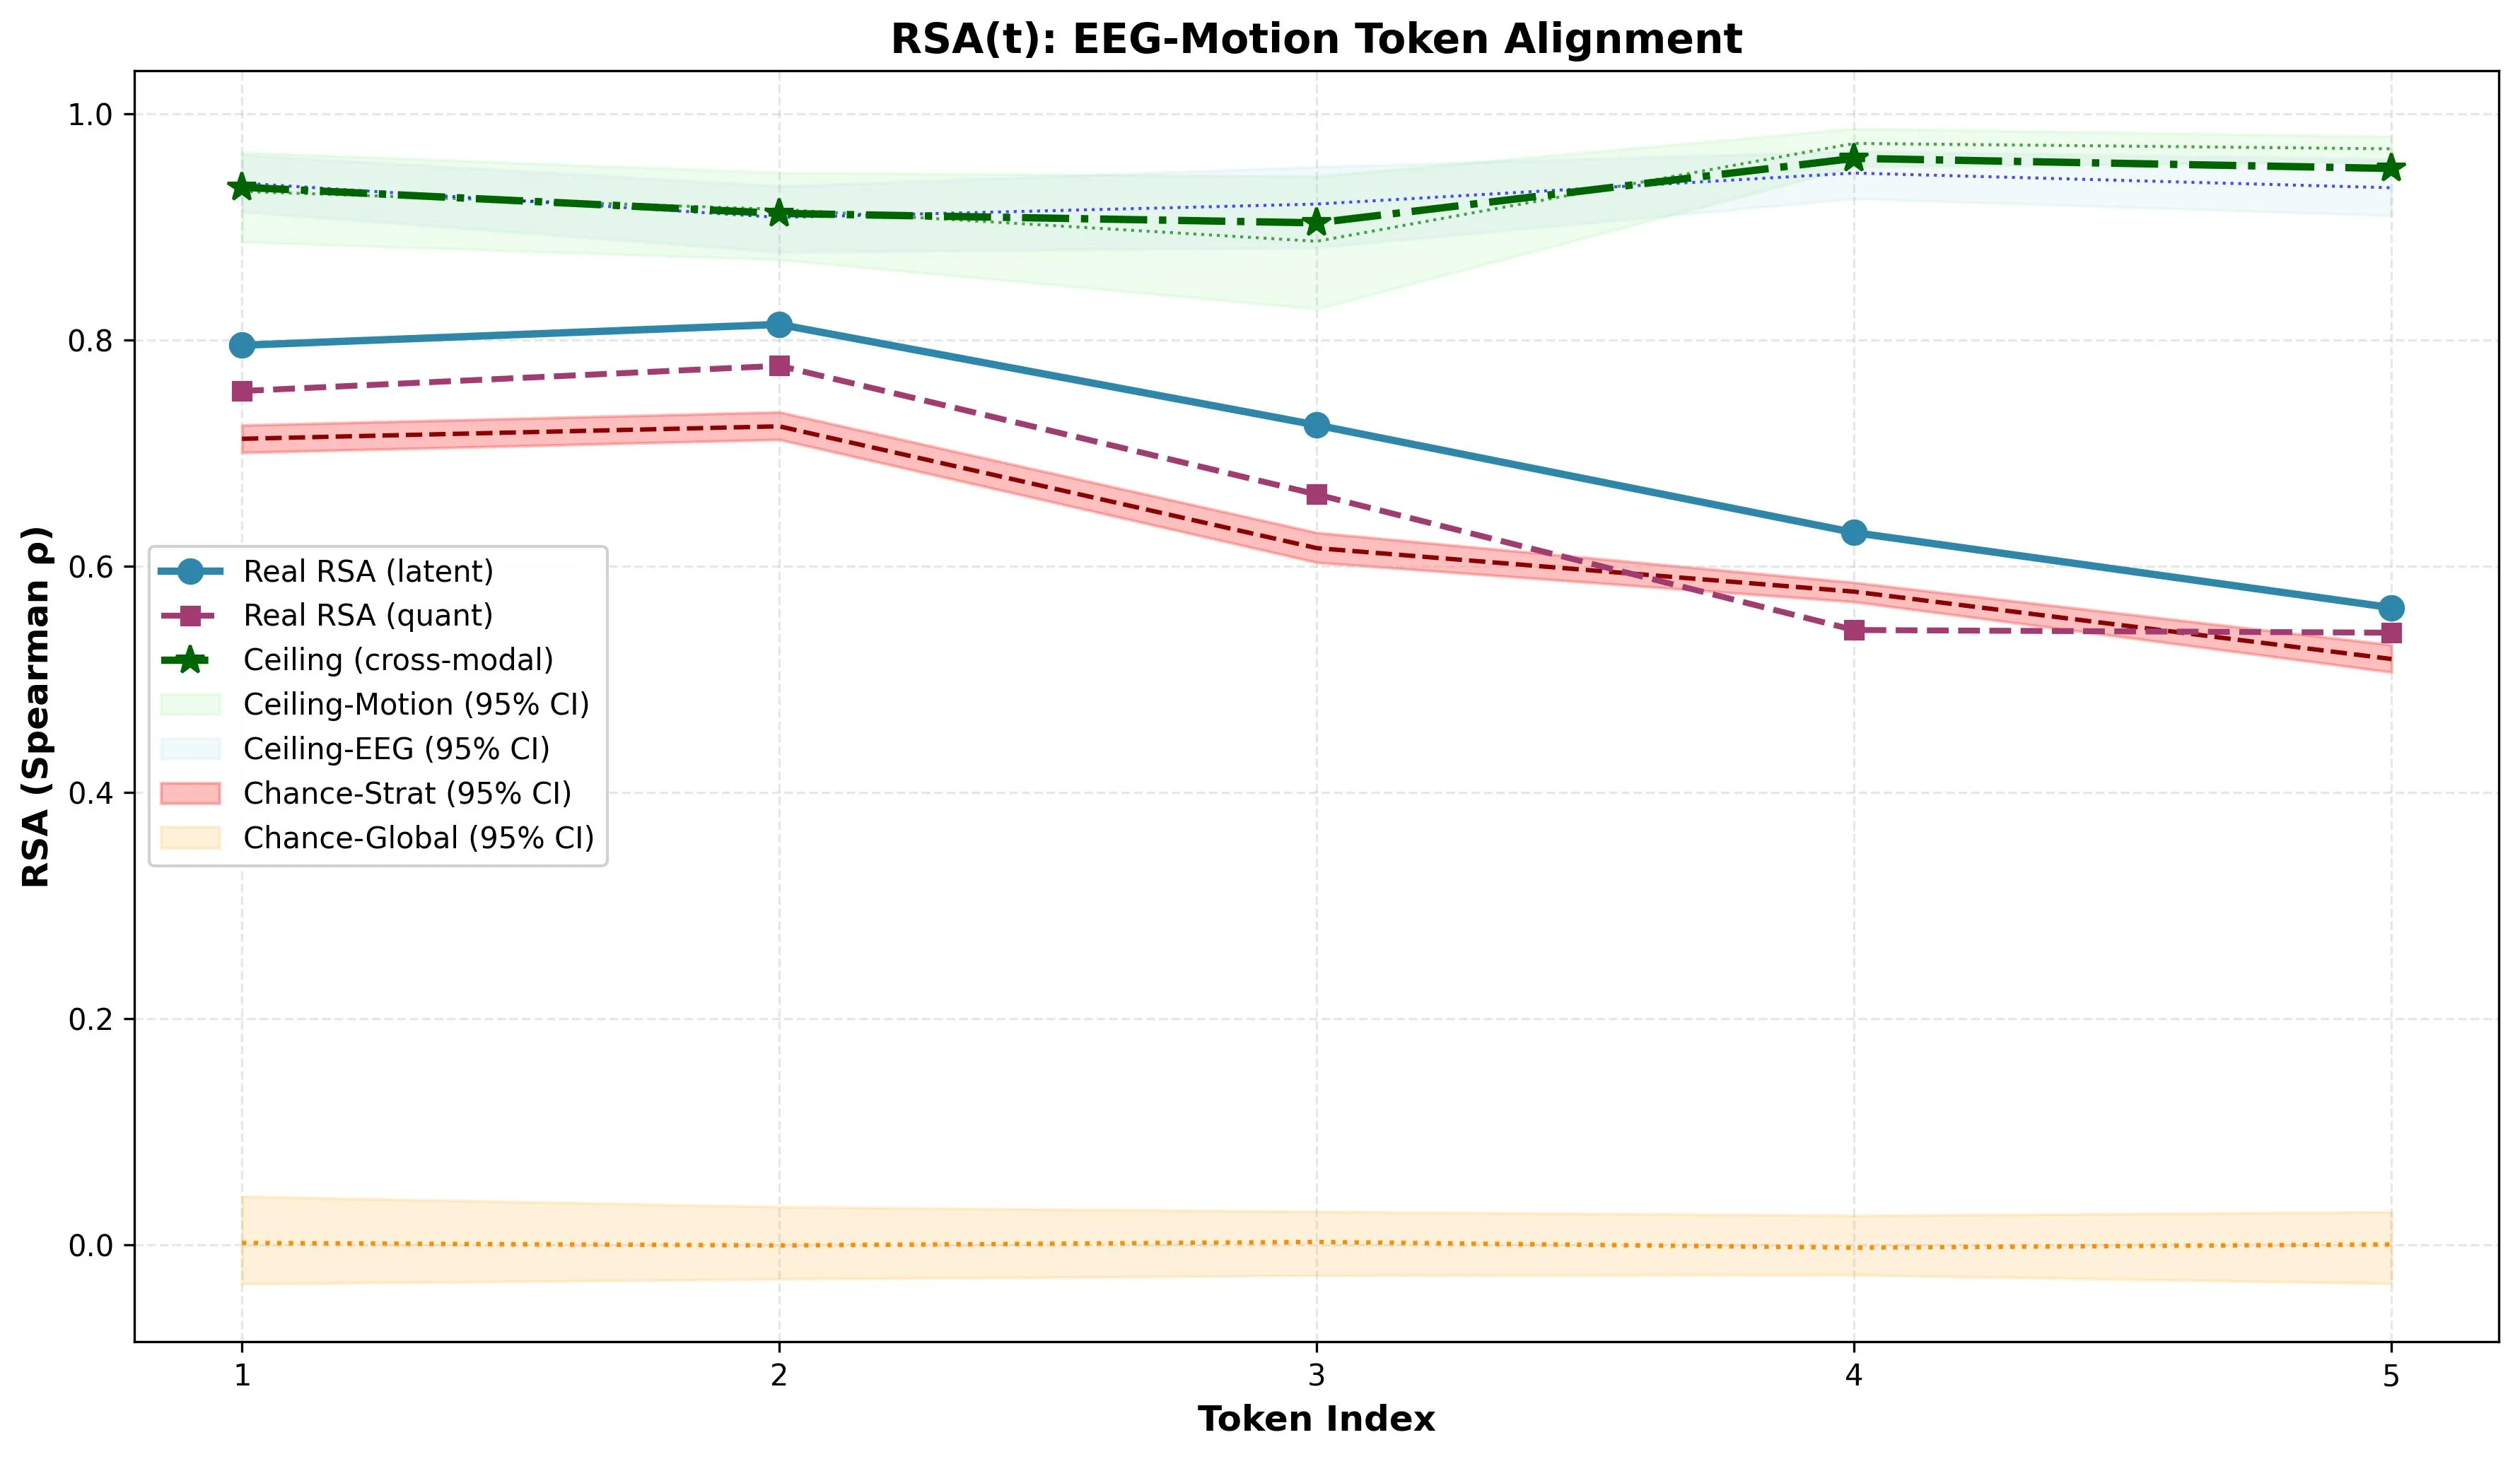 RSA(t): EEG-Motion Token Alignment
RSA (Spearman ρ)
1.0
0.8
0.6
0.4
0.2
0.0
Real RSA (latent)
Real RSA (quant)
Ceiling (cross-modal)
Ceiling-Motion (95% CI)
Ceiling-EEG (95% CI)
Chance-Strat (95% CI)
Chance-Global (95% CI)
1 2 3 4 5
Token Index